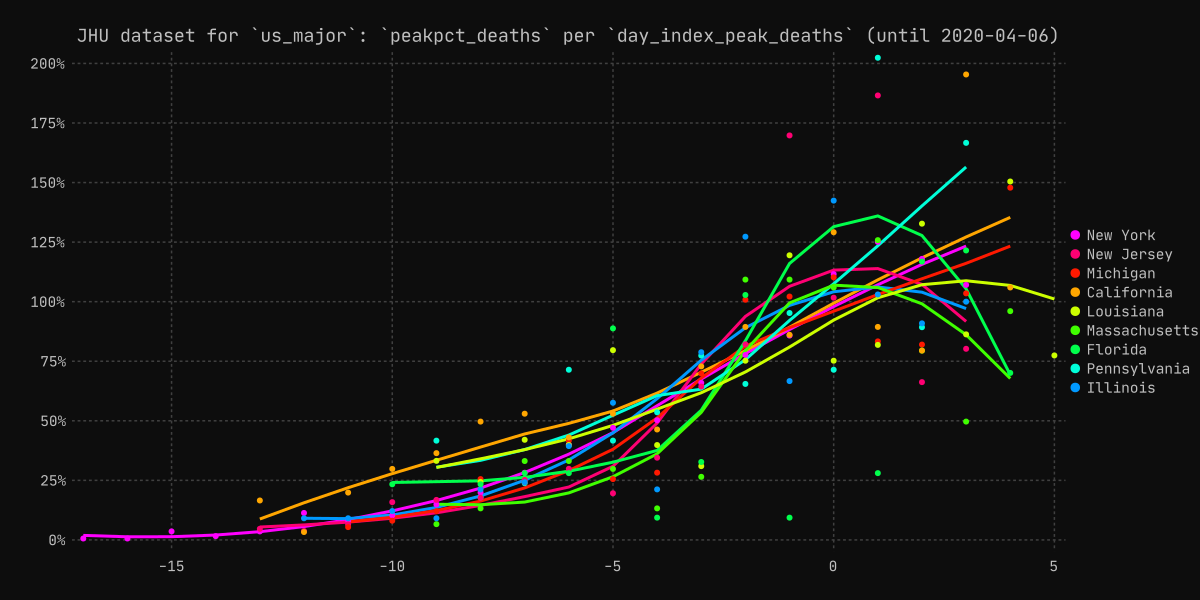 JHU dataset for `us_major`: `peakpct_deaths` per `day_index_peak_deaths` (until 2020-04-06)
200%
175%
150%
125%
100%
75%
50%
25%
0%
-15
-10
-5
0
5
New York
New Jersey
Michigan
California
Louisiana
Massachusetts
Florida
Pennsylvania
Illinois